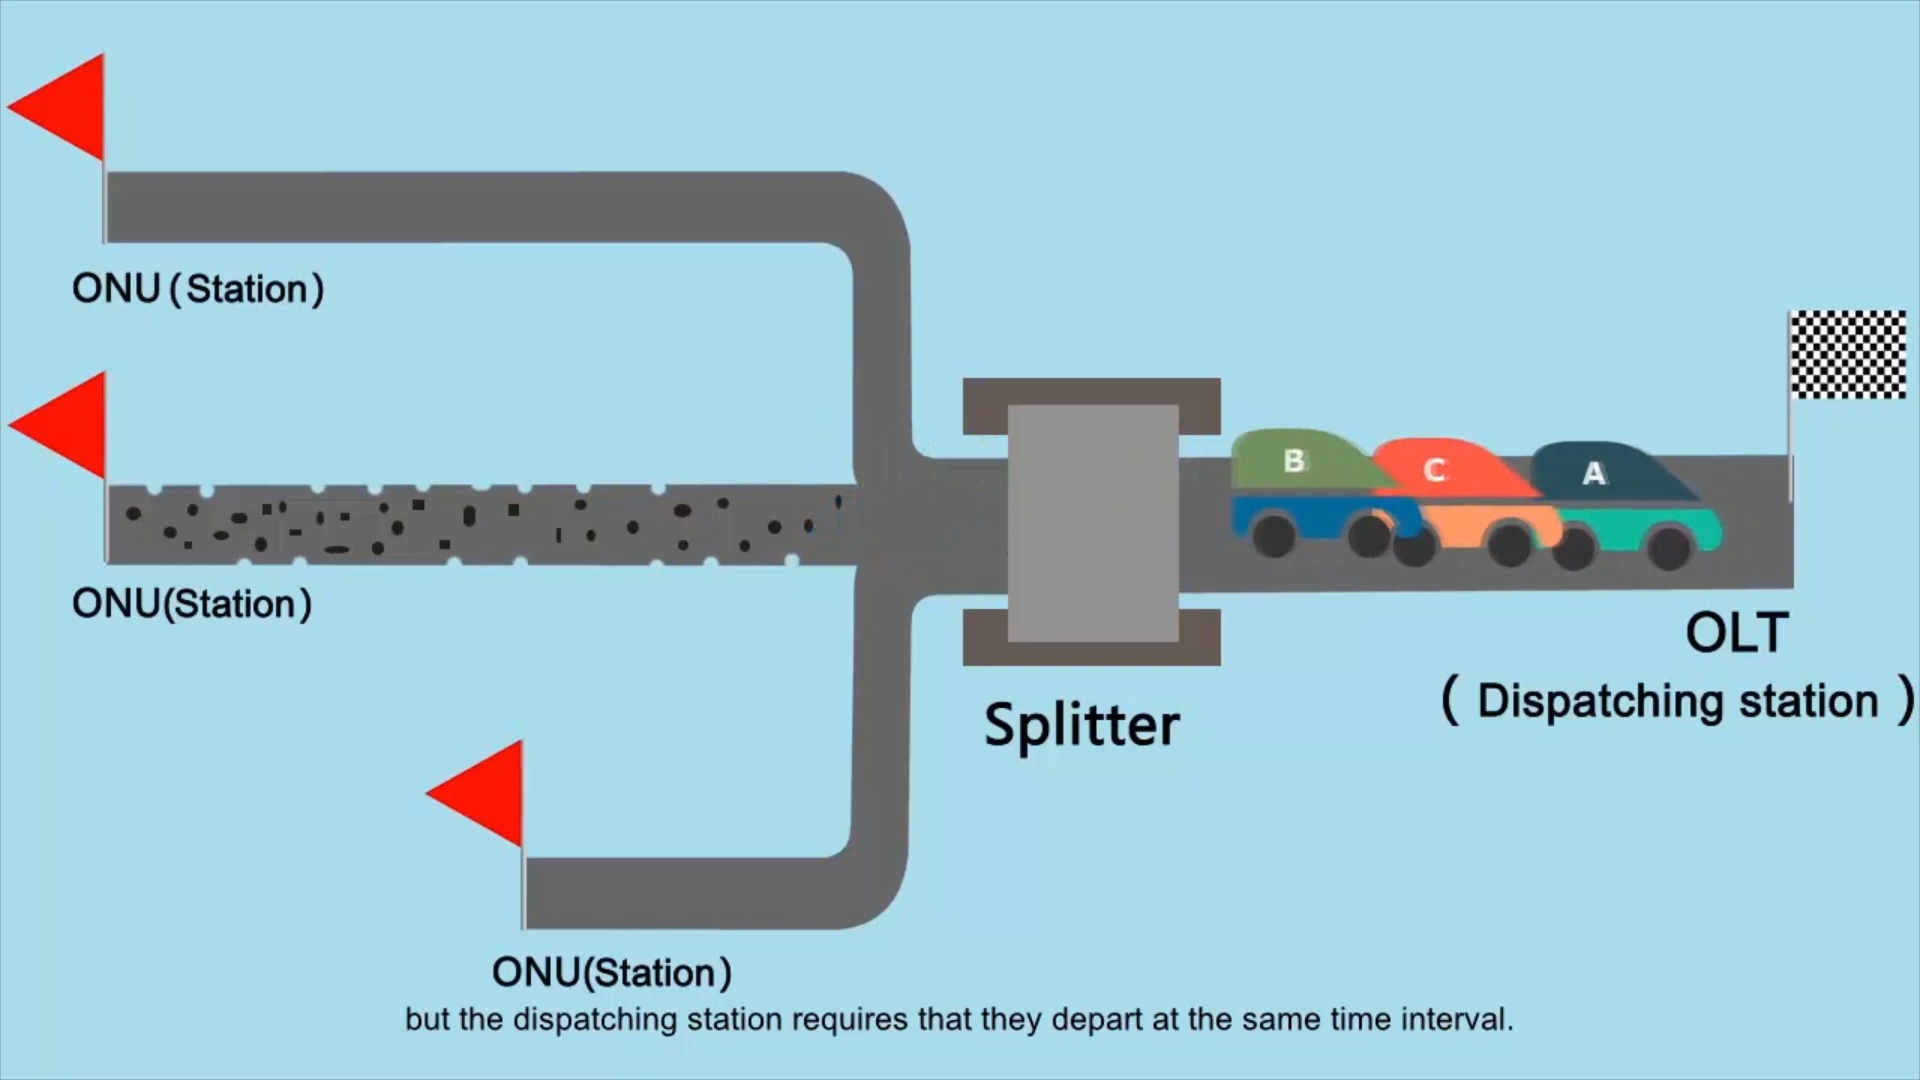 ONU (Station)
B
C
A
ONU(Station)
OLT
( Dispatching station )
Splitter
ONU(Station)
but the dispatching station requires that they depart at the same time interval.